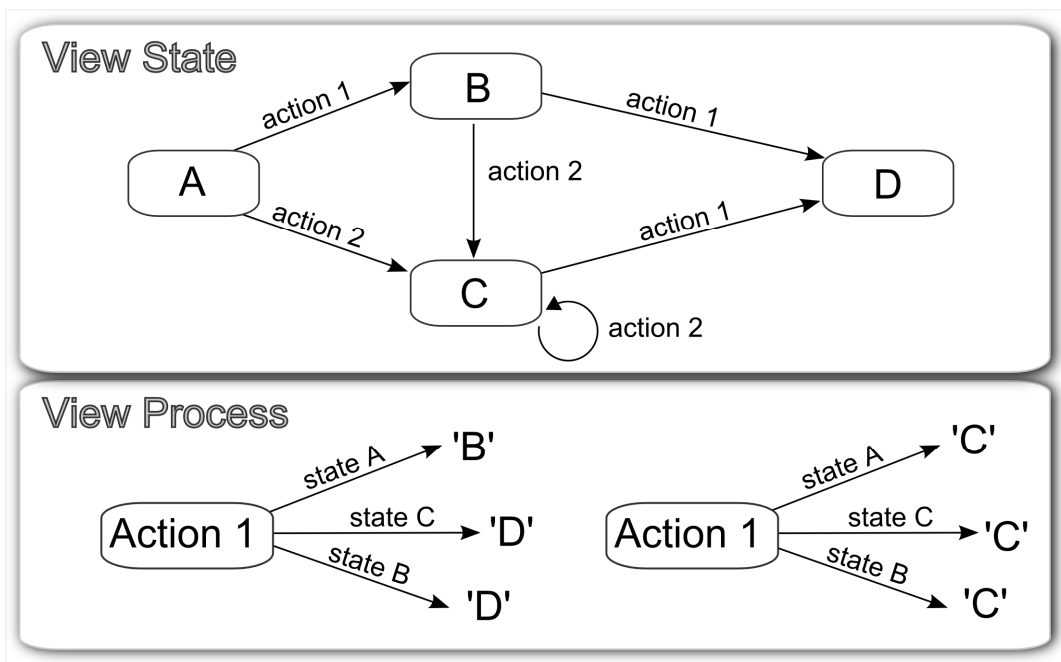 View State
action 1
B
action 1
A
action 2
D
action 2
action 1
C
action 2
View Process
state A
'B'
Action 1
state C
'D'
state B
'D'
state A
'C'
Action 1
state C
'C'
state B
'C'